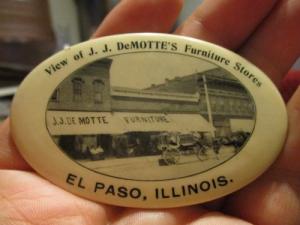 View of J. J. DeMOTTE'S Furniture Stores
J.J. DE MOTTE FURNITURE.
EL PASO, ILLINOIS.